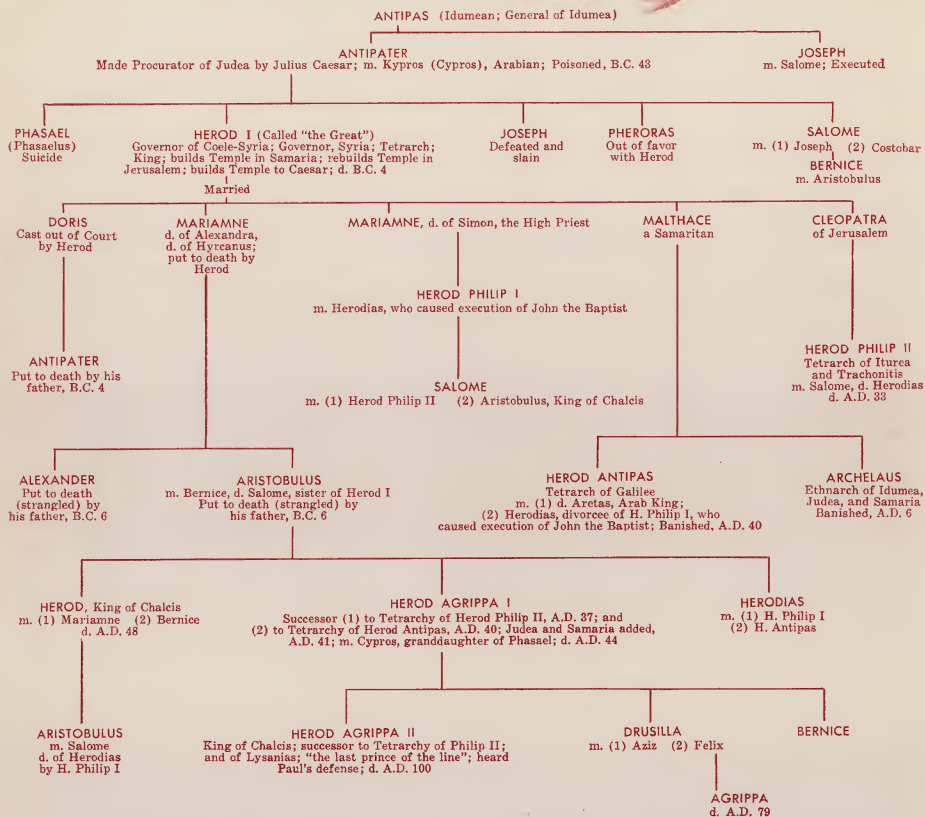 ANTIPAS (Idumean; General of Idumea)
ANTIPATER
Made Procurator of Judea by Julius Caesar; m. Kypros (Cypros), Arabian; Poisoned, B.C. 43
JOSEPH
m. Salome; Executed
PHASAEL
(Phasaelus)
Suicide
HEROD I (Called "the Great")
Governor of Coele-Syria; Governor, Syria; Tetrarch;
King; builds Temple in Samaria; rebuilds Temple in
Jerusalem; builds Temple to Caesar; d. B.C. 4
Married
JOSEPH
Defeated and
slain
PHERORAS
Out of favor
with Herod
SALOME
m. (1) Joseph (2) Costobar
BERNICE
m. Aristobulus
DORIS
Cast out of Court
by Herod
MARIAMNE
d. of Alexandra,
d. of Hyrcanus;
put to death by
Herod
MARIAMNE, d. of Simon, the High Priest
MALTHACE
a Samaritan
CLEOPATRA
of Jerusalem
HEROD PHILIP I
m. Herodias, who caused execution of John the Baptist
ANTIPATER
Put to death by his
father, B.C. 4
SALOME
m. (1) Herod Philip II (2) Aristobulus, King of Chalcis
HEROD PHILIP II
Tetrarch of Iturea
and Trachonitis
m. Salome, d. Herodias
d. A.D. 33
ALEXANDER
Put to death
(strangled) by
his father, B.C. 6
ARISTOBULUS
m. Bernice, d. Salome, sister of Herod I
Put to death (strangled) by
his father, B.C. 6
HEROD ANTIPAS
Tetrarch of Galilee
m. (1) d. Aretas, Arab King;
(2) Herodias, divorcee of H. Philip I, who
caused execution of John the Baptist; Banished, A.D. 40
ARCHELAUS
Ethnarch of Idumea,
Judea, and Samaria
Banished, A.D. 6
HEROD, King of Chalcis
m. (1) Mariamne (2) Bernice
d. A.D. 48
HEROD AGRIPPA I
Successor (1) to Tetrarchy of Herod Philip II, A.D. 37; and
(2) to Tetrarchy of Herod Antipas, A.D. 40; Judea and Samaria added,
A.D. 41; m. Cypros, granddaughter of Phasael; d. A.D. 44
HERODIAS
m. (1) H. Philip I
(2) H. Antipas
ARISTOBULUS
m. Salome
d. of Herodias
by H. Philip I
HEROD AGRIPPA II
King of Chalcis; successor to Tetrarchy of Philip II;
and of Lysanias; "the last prince of the line"; heard
Paul's defense; d. A.D. 100
DRUSILLA
m. (1) Aziz (2) Felix
BERNICE
AGRIPPA
d. A.D. 79